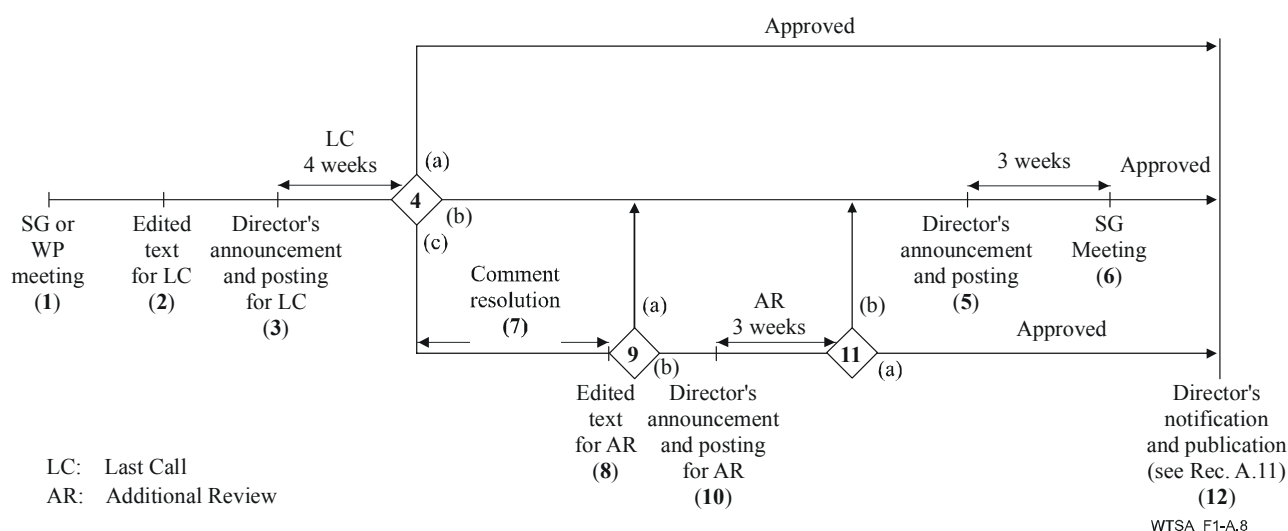 Approved
LC
4 weeks
(a)
3 weeks
Approved
4
(b)
(c)
SG or
WP
meeting
(1)
Edited
text
for LC
(2)
Director's
announcement
and posting
for LC
(3)
Director's
announcement
and posting
(5)
SG
Meeting
(6)
Comment
resolution
(7)
(a)
AR
3 weeks
(b)
Approved
9
(b)
11
(a)
Edited
text
for AR
(8)
Director's
announcement
and posting
for AR
(10)
Director's
notification
and publication
(see Rec. A.11)
(12)
LC: Last Call
AR: Additional Review
WTSA_F1-A.8